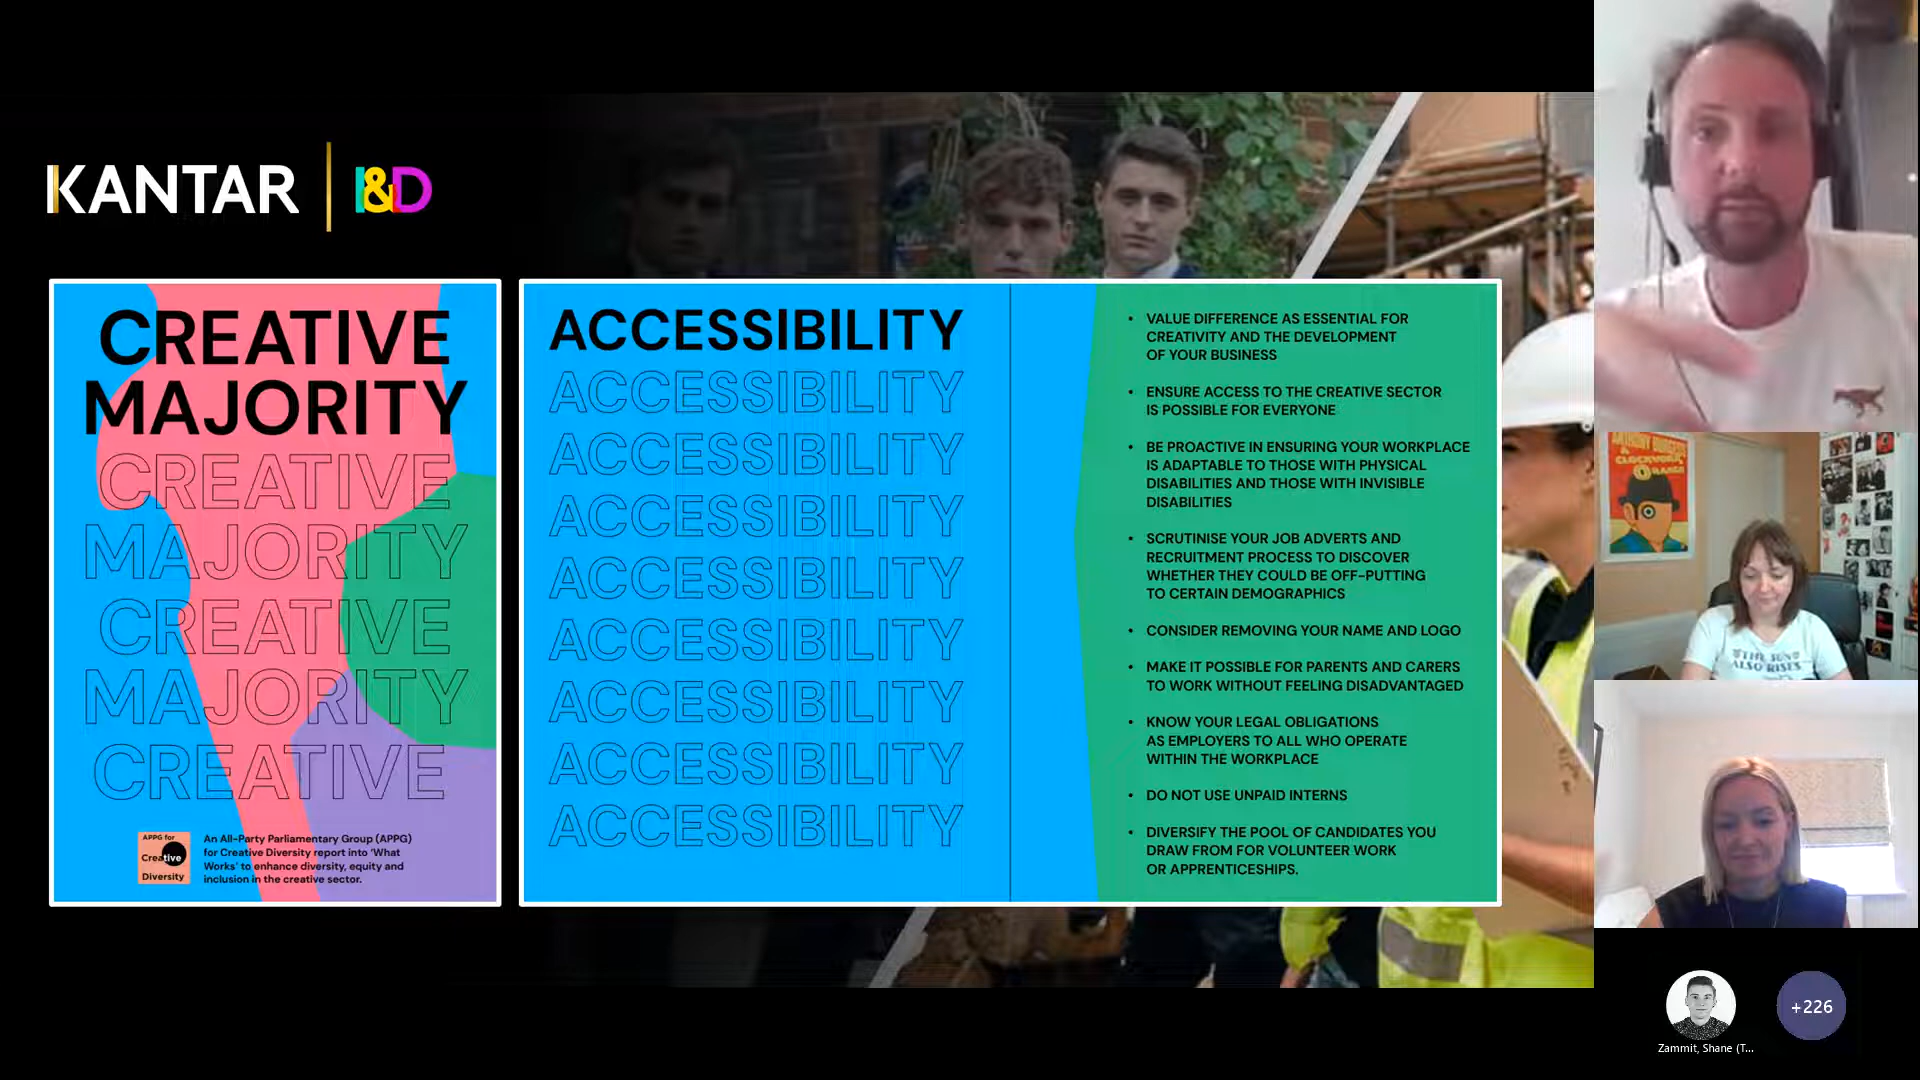 KANTAR
I&D
CREATIVE
MAJORITY
CREATIVE
MAJORITY
CREATIVE
MAJORITY
CREATIVE
APPG for
Creative
Diversity
An All-Party Parliamentary Group (APPG)
for Creative Diversity report into ‘What
Works’ to enhance diversity, equity and
inclusion in the creative sector.
ACCESSIBILITY
ACCESSIBILITY
ACCESSIBILITY
ACCESSIBILITY
ACCESSIBILITY
ACCESSIBILITY
ACCESSIBILITY
ACCESSIBILITY
ACCESSIBILITY
• VALUE DIFFERENCE AS ESSENTIAL FOR
CREATIVITY AND THE DEVELOPMENT
OF YOUR BUSINESS
• ENSURE ACCESS TO THE CREATIVE SECTOR
IS POSSIBLE FOR EVERYONE
• BE PROACTIVE IN ENSURING YOUR WORKPLACE
IS ADAPTABLE TO THOSE WITH PHYSICAL
DISABILITIES AND THOSE WITH INVISIBLE
DISABILITIES
• SCRUTINISE YOUR JOB ADVERTS AND
RECRUITMENT PROCESS TO DISCOVER
WHETHER THEY COULD BE OFF-PUTTING
TO CERTAIN DEMOGRAPHICS
• CONSIDER REMOVING YOUR NAME AND LOGO
• MAKE IT POSSIBLE FOR PARENTS AND CARERS
TO WORK WITHOUT FEELING DISADVANTAGED
• KNOW YOUR LEGAL OBLIGATIONS
AS EMPLOYERS TO ALL WHO OPERATE
WITHIN THE WORKPLACE
• DO NOT USE UNPAID INTERNS
• DIVERSIFY THE POOL OF CANDIDATES YOU
DRAW FROM FOR VOLUNTEER WORK
OR APPRENTICESHIPS.
ANTHONY BURGESS
A CLOCKWORK
ORANGE
THE SUN
ALSO RISES
Zammit, Shane (T...
+226